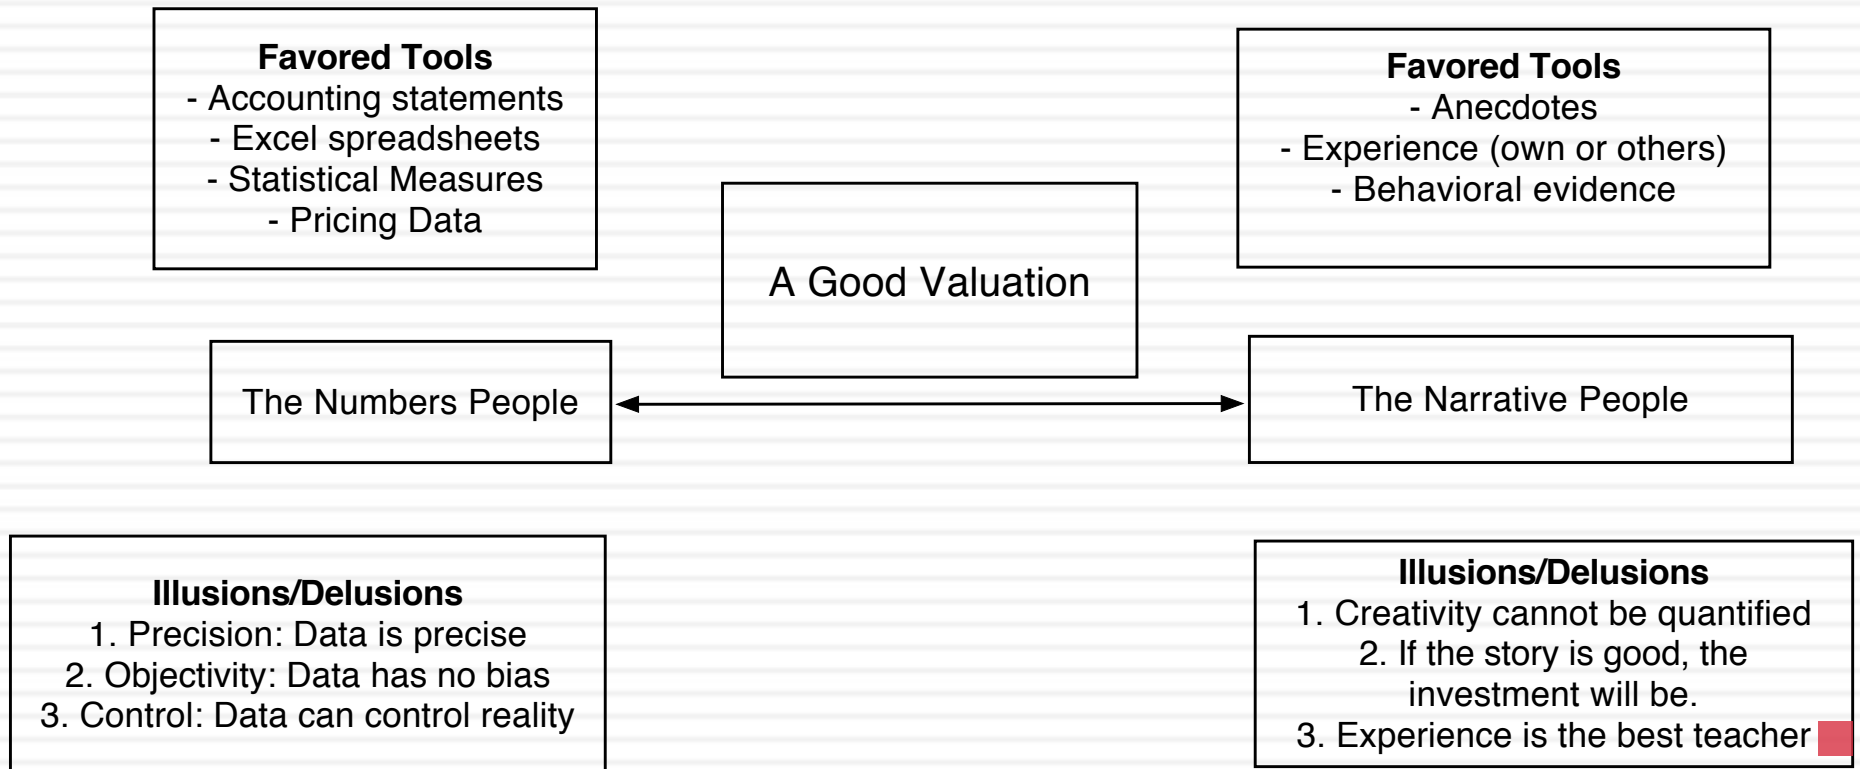 Favored Tools
- Accounting statements
- Excel spreadsheets
- Statistical Measures
- Pricing Data
Favored Tools
- Anecdotes
- Experience (own or others)
- Behavioral evidence
A Good Valuation
The Numbers People
The Narrative People
Illusions/Delusions
1. Precision: Data is precise
2. Objectivity: Data has no bias
3. Control: Data can control reality
Illusions/Delusions
1. Creativity cannot be quantified
2. If the story is good, the
investment will be.
3. Experience is the best teacher